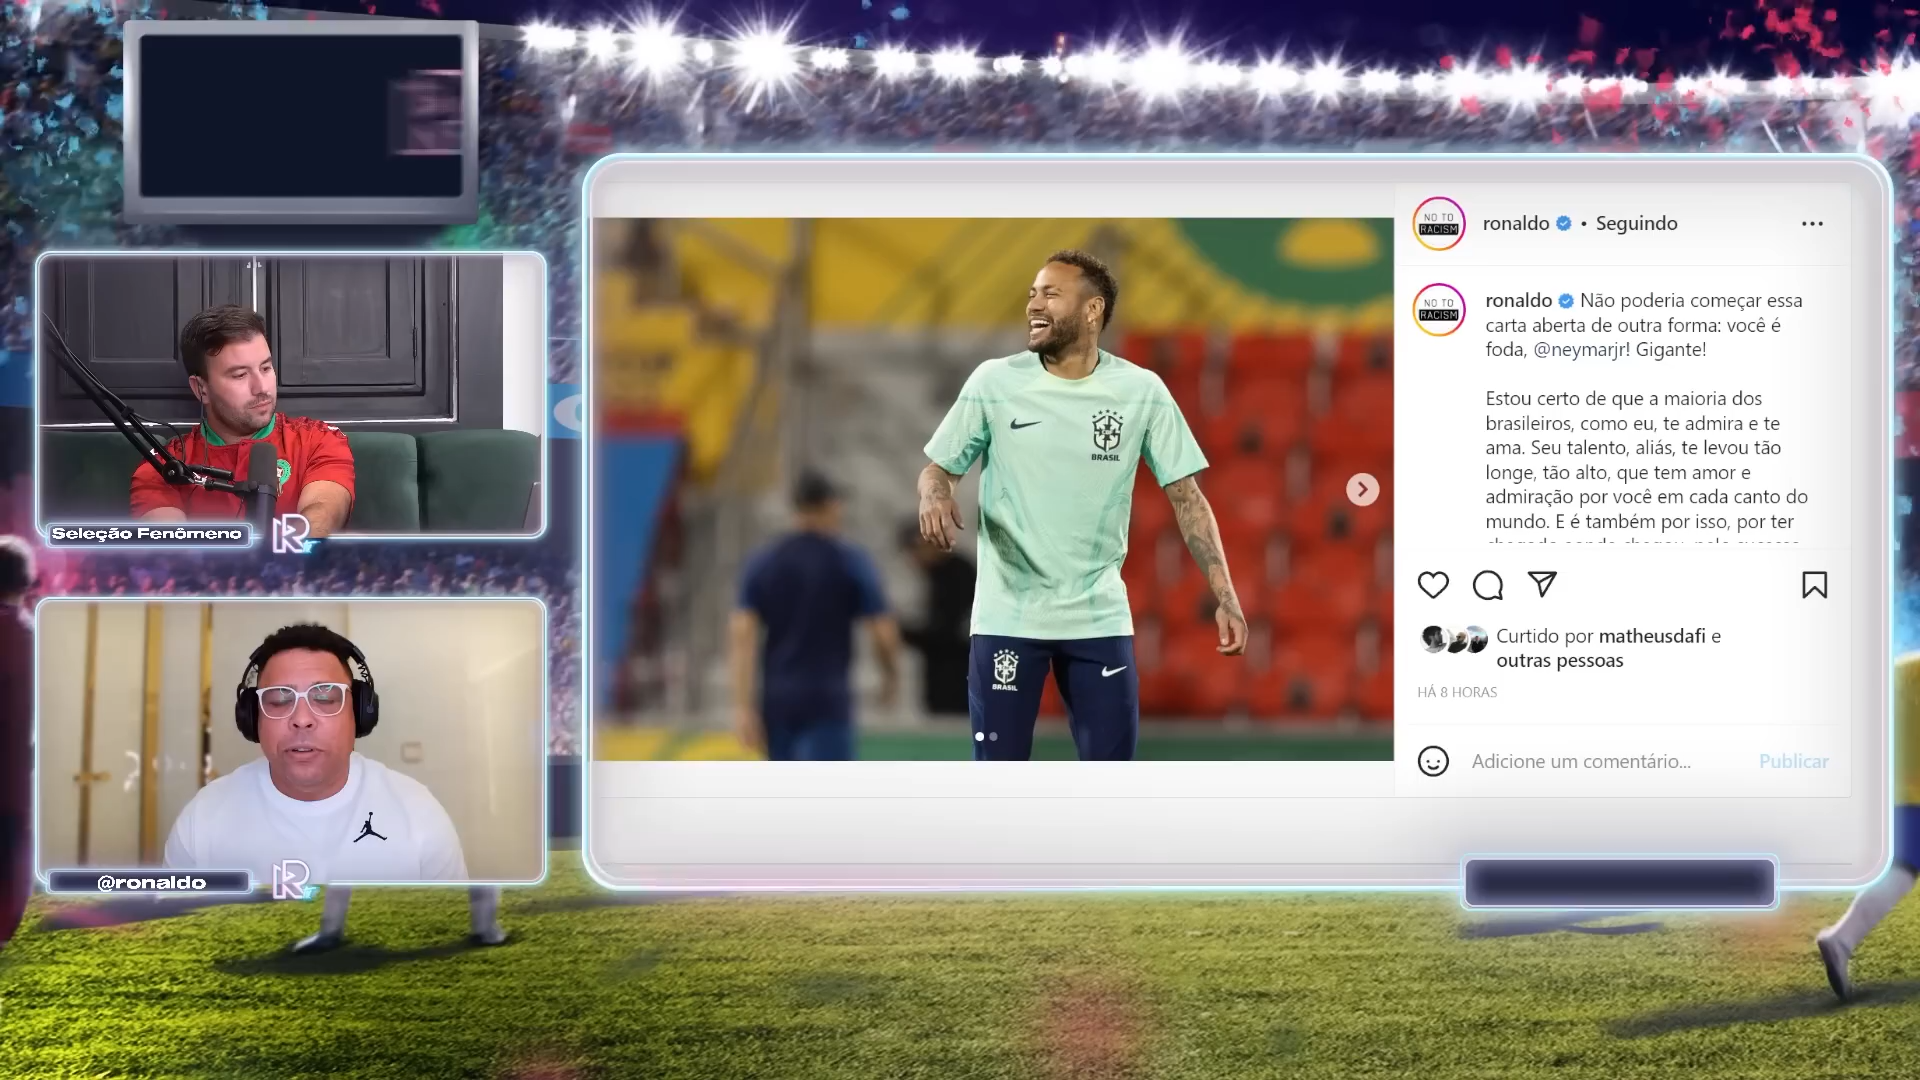 Seleção Fenômeno
@ronaldo
BRASIL
BRASIL
NO TO
RACISM
ronaldo • Seguindo
NO TO
RACISM
ronaldo Não poderia começar essa
carta aberta de outra forma: você é
foda, @neymarjr! Gigante!
Estou certo de que a maioria dos
brasileiros, como eu, te admira e te
ama. Seu talento, aliás, te levou tão
longe, tão alto, que tem amor e
admiração por você em cada canto do
mundo. E é também por isso, por ter
Curtido por matheusdafi e
outras pessoas
HÁ 8 HORAS
Adicione um comentário...
Publicar